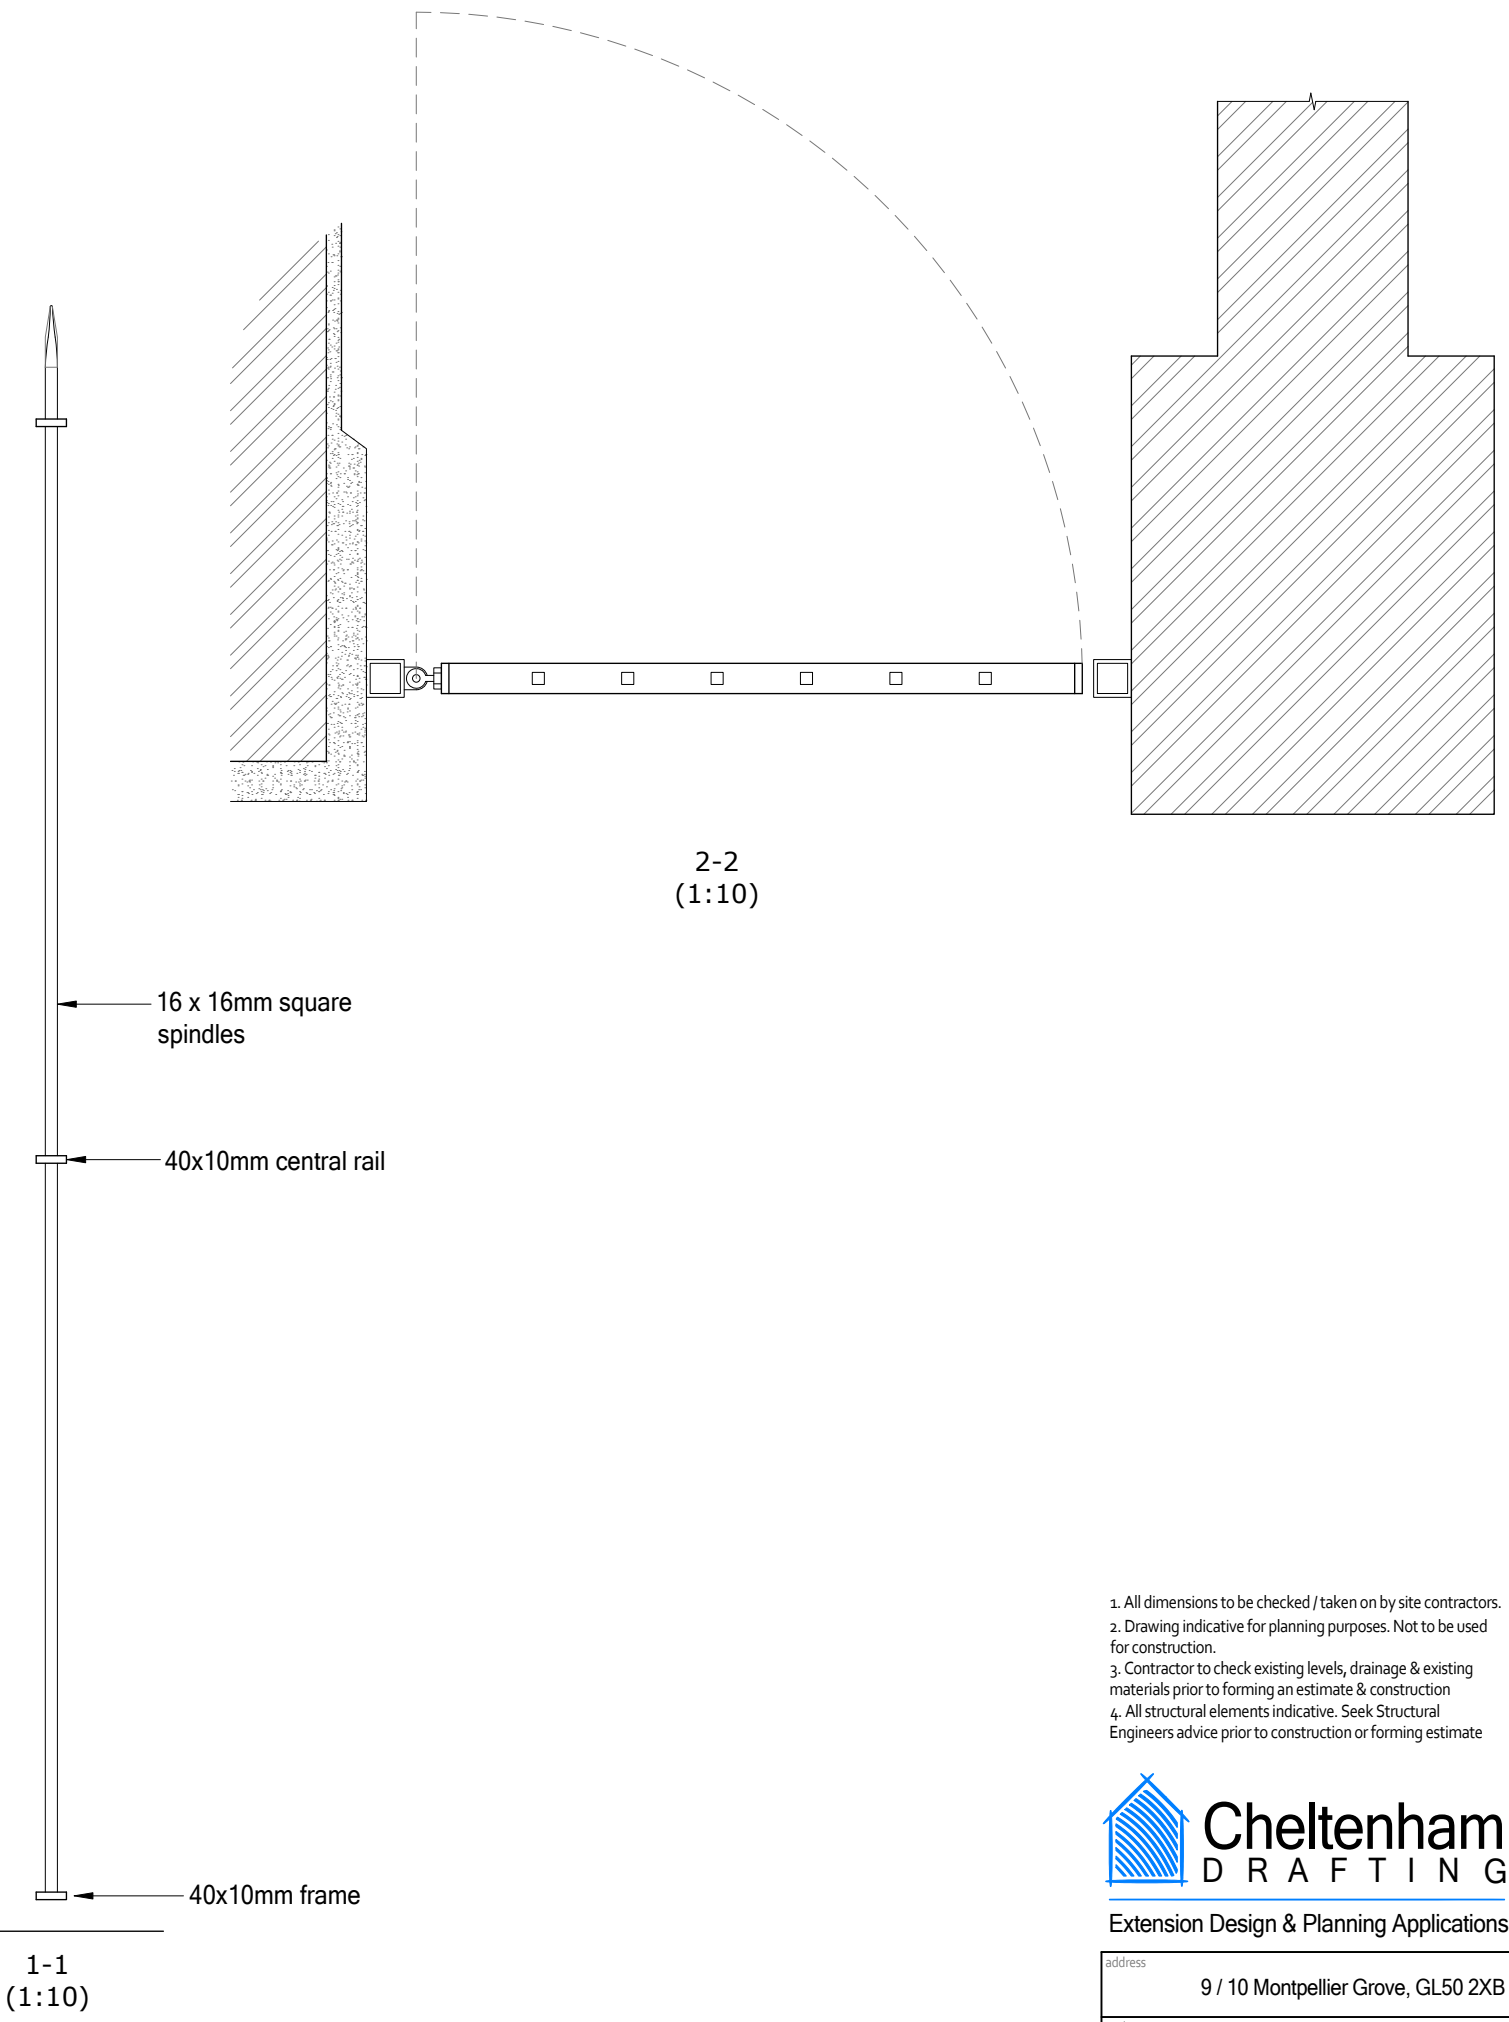 2-2
(1:10)
16 x 16mm square
spindles
40x10mm central rail
40x10mm frame
1-1
(1:10)
1. All dimensions to be checked / taken on by site contractors.
2. Drawing indicative for planning purposes. Not to be used
for construction.
3. Contractor to check existing levels, drainage & existing
materials prior to forming an estimate & construction
4. All structural elements indicative. Seek Structural
Engineers advice prior to construction or forming estimate
Cheltenham
DRAFTING
Extension Design & Planning Applications
address
9 / 10 Montpellier Grove, GL50 2XB